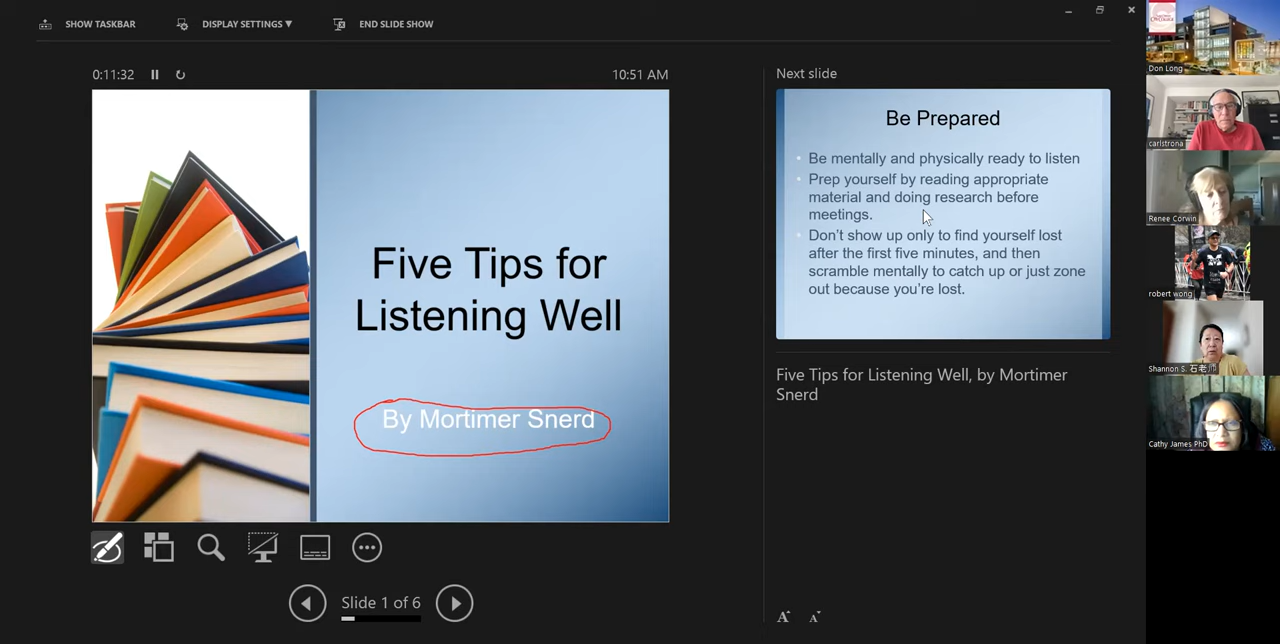 SHOW TASKBAR
DISPLAY SETTINGS ▼
END SLIDE SHOW
0:11:32
10:51 AM
Five Tips for
Listening Well
By Mortimer Snerd
Slide 1 of 6
Next slide
Be Prepared
• Be mentally and physically ready to listen
• Prep yourself by reading appropriate
material and doing research before
meetings.
• Don’t show up only to find yourself lost
after the first five minutes, and then
scramble mentally to catch up or just zone
out because you’re lost.
Five Tips for Listening Well, by Mortimer
Snerd
A A
Don Long
carlstrona
Renee Corwin
robert wong
Shannon S. 石老师
Cathy James PhD